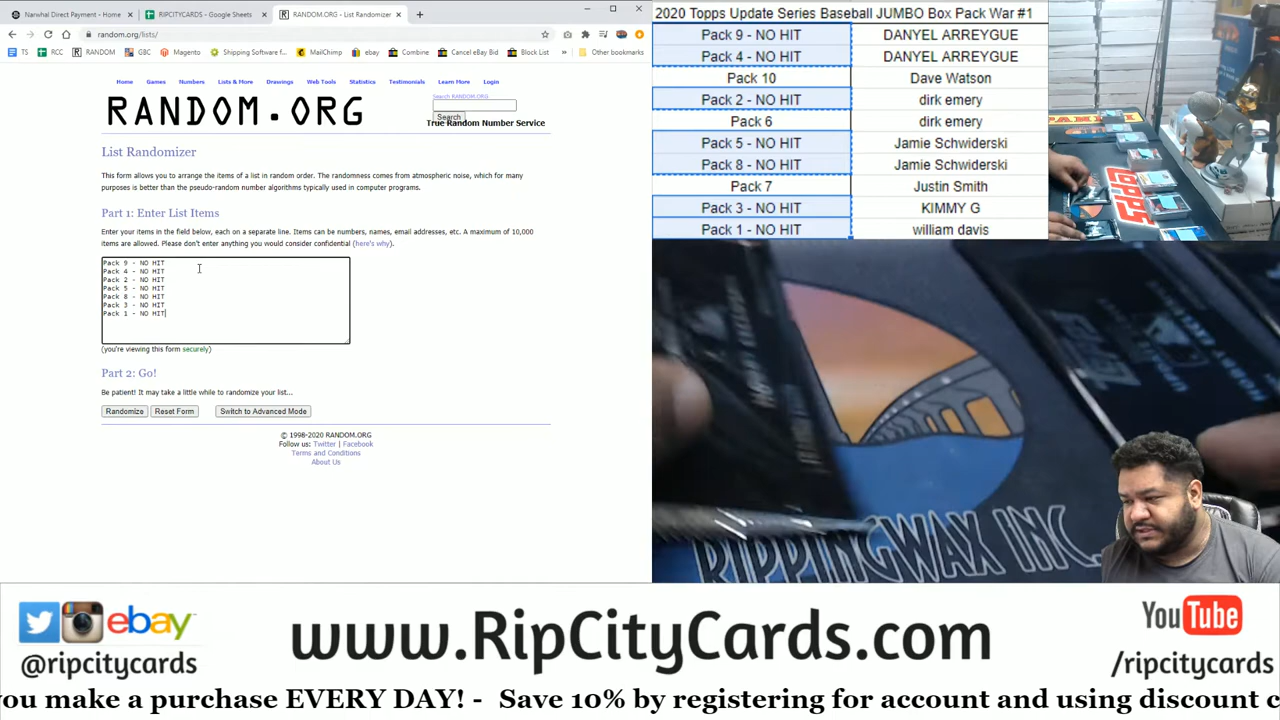 Narwhal Direct Payment - Home
RIPCITYCARDS - Google Sheets
RANDOM.ORG - List Randomizer
random.org/lists/
TS
RCC
RANDOM
GBC
Magento
Shipping Software f...
MailChimp
ebay
Combine
Cancel eBay Bid
Block List
Other bookmarks
Home
Games
Numbers
Lists & More
Drawings
Web Tools
Statistics
Testimonials
Learn More
Login
RANDOM.ORG
Search RANDOM.ORG
Search
True Random Number Service
List Randomizer
This form allows you to arrange the items of a list in random order. The randomness comes from atmospheric noise, which for many
purposes is better than the pseudo-random number algorithms typically used in computer programs.
Part 1: Enter List Items
Enter your items in the field below, each on a separate line. Items can be numbers, names, email addresses, etc. A maximum of 10,000
items are allowed. Please don't enter anything you would consider confidential (here's why).
Pack 9 - NO HIT
Pack 4 - NO HIT
Pack 2 - NO HIT
Pack 5 - NO HIT
Pack 8 - NO HIT
Pack 3 - NO HIT
Pack 1 - NO HIT
(you're viewing this form securely)
Part 2: Go!
Be patient! It may take a little while to randomize your list...
Randomize
Reset Form
Switch to Advanced Mode
© 1998-2020 RANDOM.ORG
Follow us: Twitter | Facebook
Terms and Conditions
About Us
2020 Topps Update Series Baseball JUMBO Box Pack War #1
Pack 9 - NO HIT DANYEL ARREYGUE
Pack 4 - NO HIT DANYEL ARREYGUE
Pack 10 Dave Watson
Pack 2 - NO HIT dirk emery
Pack 6 dirk emery
Pack 5 - NO HIT Jamie Schwiderski
Pack 8 - NO HIT Jamie Schwiderski
Pack 7 Justin Smith
Pack 3 - NO HIT KIMMY G
Pack 1 - NO HIT william davis
PANINI
TOPPS
RIPPINGWAX INC.
ebay
@ripcitycards
www.RipCityCards.com
YouTube
/ripcitycards
you make a purchase EVERY DAY! - Save 10% by registering for account and using discount c